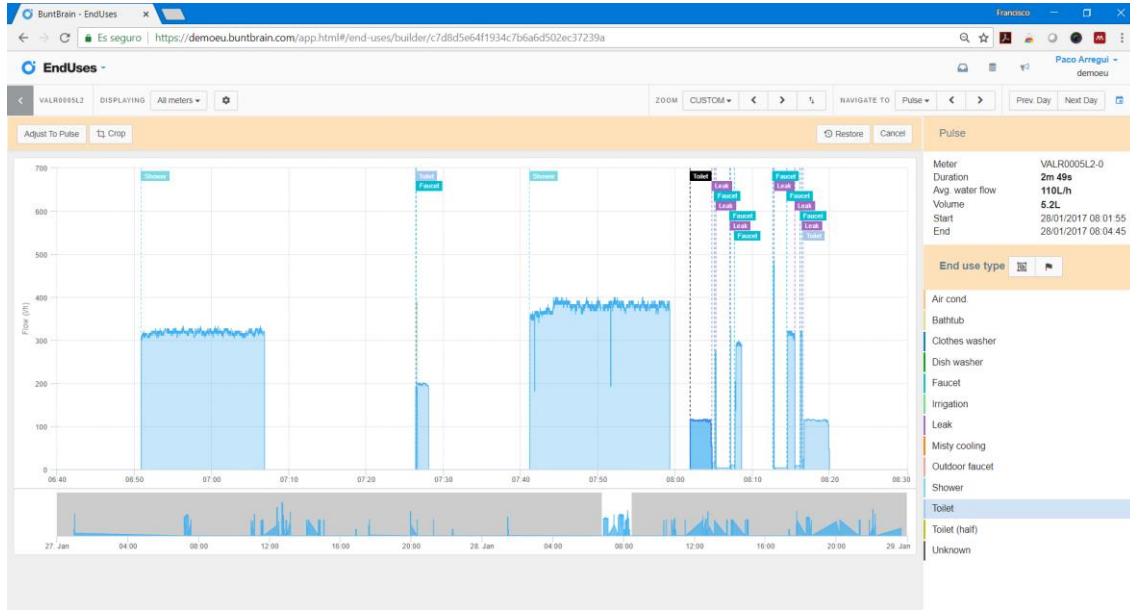 BuntBrain - EndUses
Francisco
Es seguro https://demoeu.buntbrain.com/app.html#/end-uses/builder/c7d8d5e64f1934c7b6a6d502ec37239a
EndUses
Paco Arregui
demoeu
VALR0005L2 DISPLAYING All meters ZOOM CUSTOM NAVIGATE TO Pulse Prev. Day Next Day
Adjust To Pulse Crop Restore Cancel Pulse
Meter VALR0005L2-0
Duration 2m 49s
Avg. water flow 110L/h
Volume 5.2L
Start 28/01/2017 08:01:55
End 28/01/2017 08:04:45
End use type
Air cond.
Bathtub
Clothes washer
Dish washer
Faucet
Irrigation
Leak
Misty cooling
Outdoor faucet
Shower
Toilet
Toilet (half)
Unknown
Flow (l/h)
700
600
500
400
300
200
100
0
Shower Toilet Shower Toilet Faucet
Faucet Leak Leak
Faucet Faucet
Leak Leak
Faucet Faucet
Leak Leak
Faucet Toilet
06:40 06:50 07:00 07:10 07:20 07:30 07:40 07:50 08:00 08:10 08:20 08:30
27. Jan 04:00 08:00 12:00 16:00 20:00 28. Jan 04:00 08:00 12:00 16:00 20:00 29. Jan